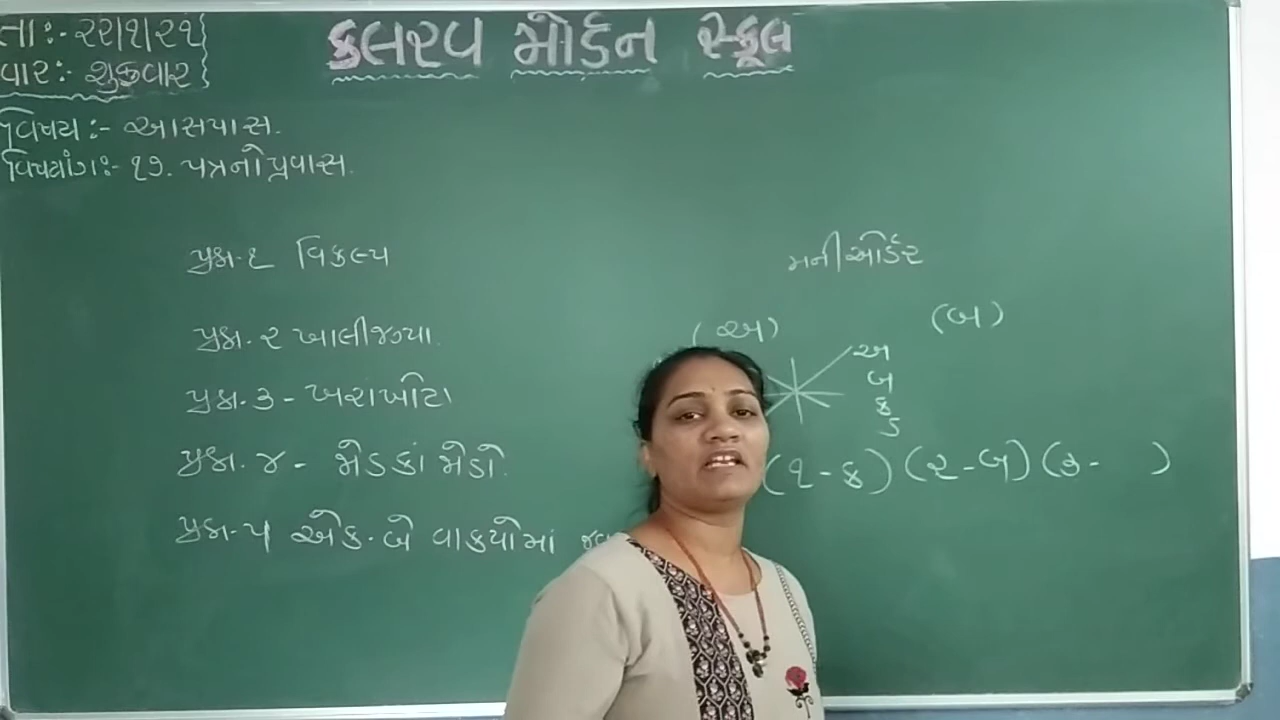 તા:- ૨૨/૧/૨૧
વાર:- શુક્રવાર
કલરવ મોર્ડન સ્કૂલ
વિષય:- આસપાસ.
વિષયાંગ:- ૧૭. પત્રનો પ્રવાસ.
પ્રશ્ન-૧ વિકલ્પ
મનીઓર્ડર
પ્રશ્ન.૨ ખાલીજગ્યા.
(અ) (બ)
અ
બ
ક
ડ
પ્રશ્ન.૩ - ખરાખોટા
પ્રશ્ન.૪ - જોડકાં જોડો.
(૧-ક) (૨-બ) (૩- )
પ્રશ્ન-૫ એક-બે વાક્યોમાં